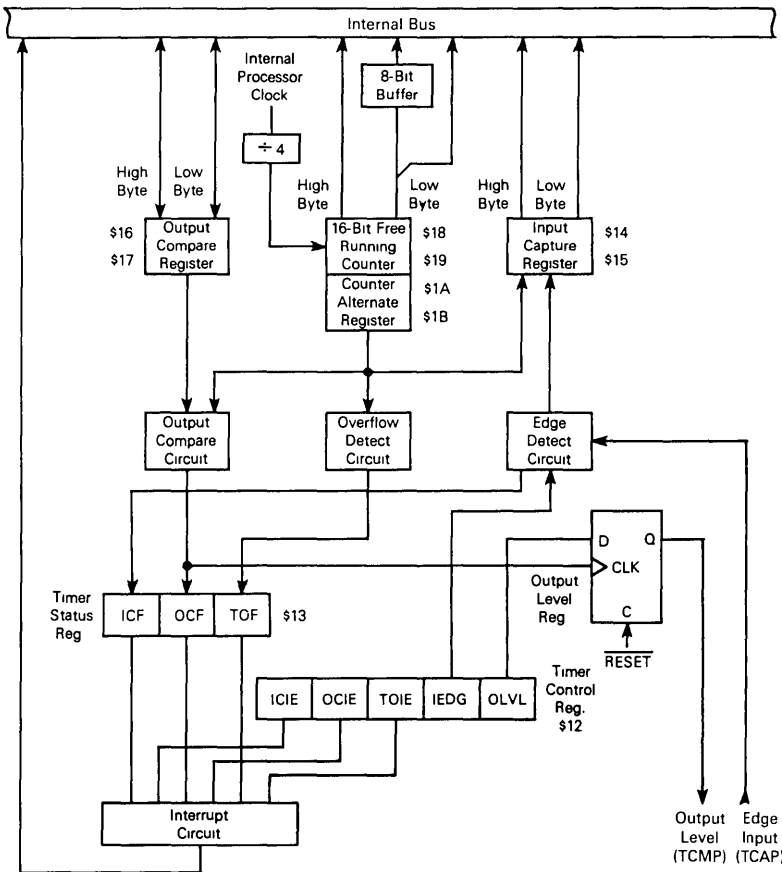 Internal Bus
Internal
Processor
Clock
8-Bit
Buffer
÷ 4
High
Byte
Low
Byte
High
Byte
Low
Byte
High
Byte
Low
Byte
$16
$17
Output
Compare
Register
16-Bit Free
Running
Counter
$18
$19
Counter
Alternate
Register
$1A
$1B
Input
Capture
Register
$14
$15
Output
Compare
Circuit
Overflow
Detect
Circuit
Edge
Detect
Circuit
D Q
CLK
C
Output
Level
Reg
RESET
Timer
Status
Reg
ICF OCF TOF $13
ICIE OCIE TOIE IEDG OLVL
Timer
Control
Reg.
$12
Interrupt
Circuit
Output
Level
(TCMP)
Edge
Input
(TCAP)